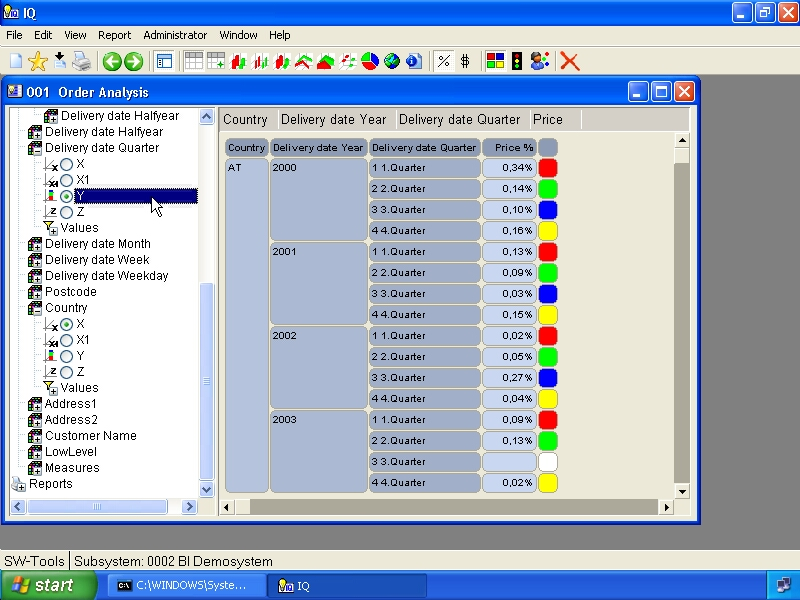 IQ
File Edit View Report Administrator Window Help
% $
001 Order Analysis
Delivery date Halfyear
Delivery date Halfyear
Delivery date Quarter
X
X1
Y
Z
Values
Delivery date Month
Delivery date Week
Delivery date Weekday
Postcode
Country
X
X1
Y
Z
Values
Address1
Address2
Customer Name
LowLevel
Measures
Reports
Country Delivery date Year Delivery date Quarter Price
Country Delivery date Year Delivery date Quarter Price %
AT 2000 1 1.Quarter 0,34%
2 2.Quarter 0,14%
3 3.Quarter 0,10%
4 4.Quarter 0,16%
2001 1 1.Quarter 0,13%
2 2.Quarter 0,09%
3 3.Quarter 0,03%
4 4.Quarter 0,15%
2002 1 1.Quarter 0,02%
2 2.Quarter 0,05%
3 3.Quarter 0,27%
4 4.Quarter 0,04%
2003 1 1.Quarter 0,09%
2 2.Quarter 0,13%
3 3.Quarter
4 4.Quarter 0,02%
SW-Tools Subsystem: 0002 BI Demosystem
start C:\WINDOWS\Syste... IQ